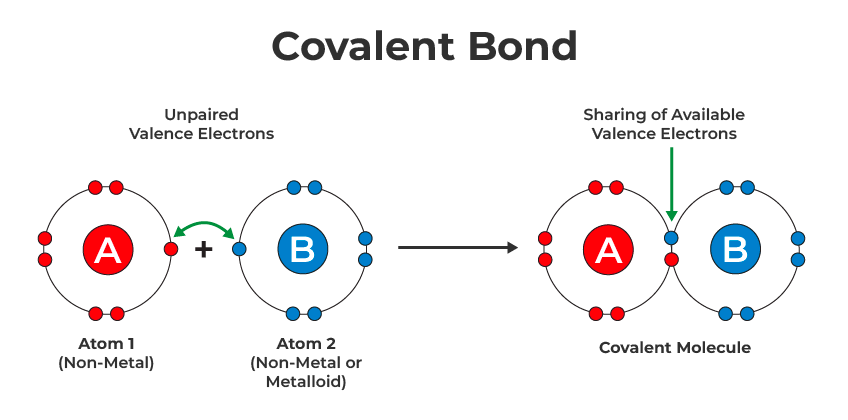 Covalent Bond
Unpaired
Valence Electrons
Sharing of Available
Valence Electrons
A
+
B
A
B
Atom 1
(Non-Metal)
Atom 2
(Non-Metal or
Metalloid)
Covalent Molecule